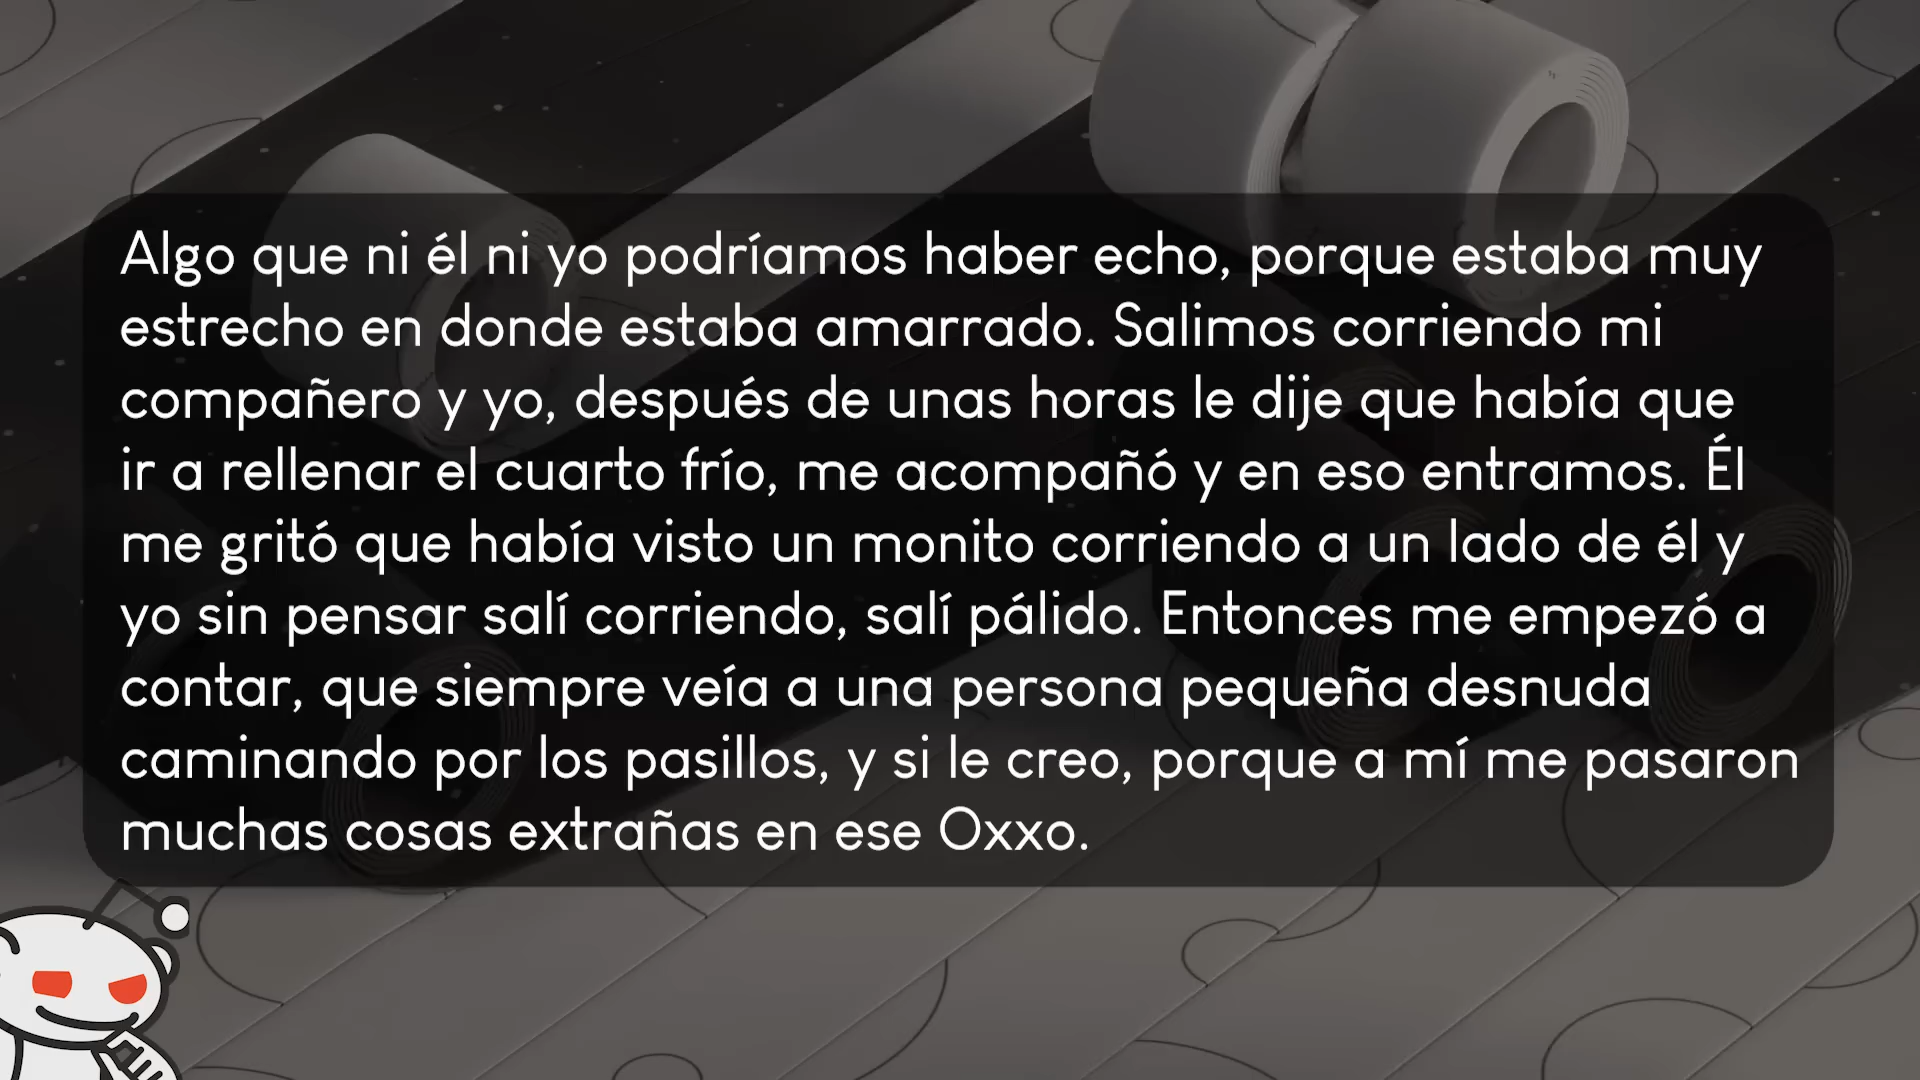 Algo que ni él ni yo podríamos haber echo, porque estaba muy
estrecho en donde estaba amarrado. Salimos corriendo mi
compañero y yo, después de unas horas le dije que había que
ir a rellenar el cuarto frío, me acompañó y en eso entramos. Él
me gritó que había visto un monito corriendo a un lado de él y
yo sin pensar salí corriendo, salí pálido. Entonces me empezó a
contar, que siempre veía a una persona pequeña desnuda
caminando por los pasillos, y si le creo, porque a mí me pasaron
muchas cosas extrañas en ese Oxxo.